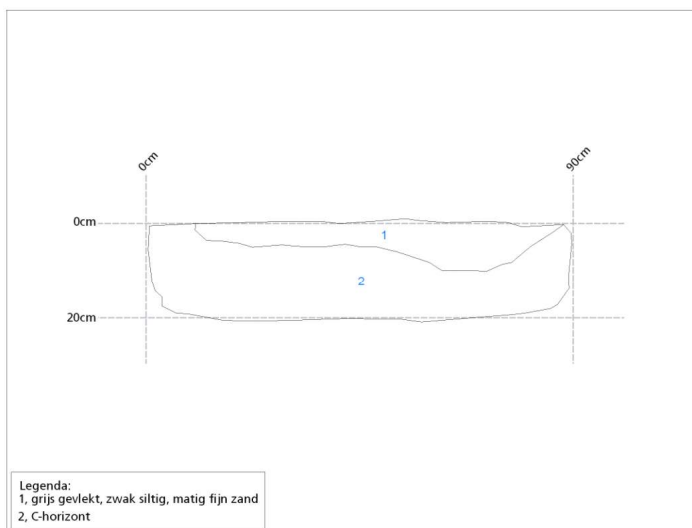 0cm
90cm
0cm
1
2
20cm
Legenda:
1, grijs gevlekt, zwak siltig, matig fijn zand
2, C-horizont